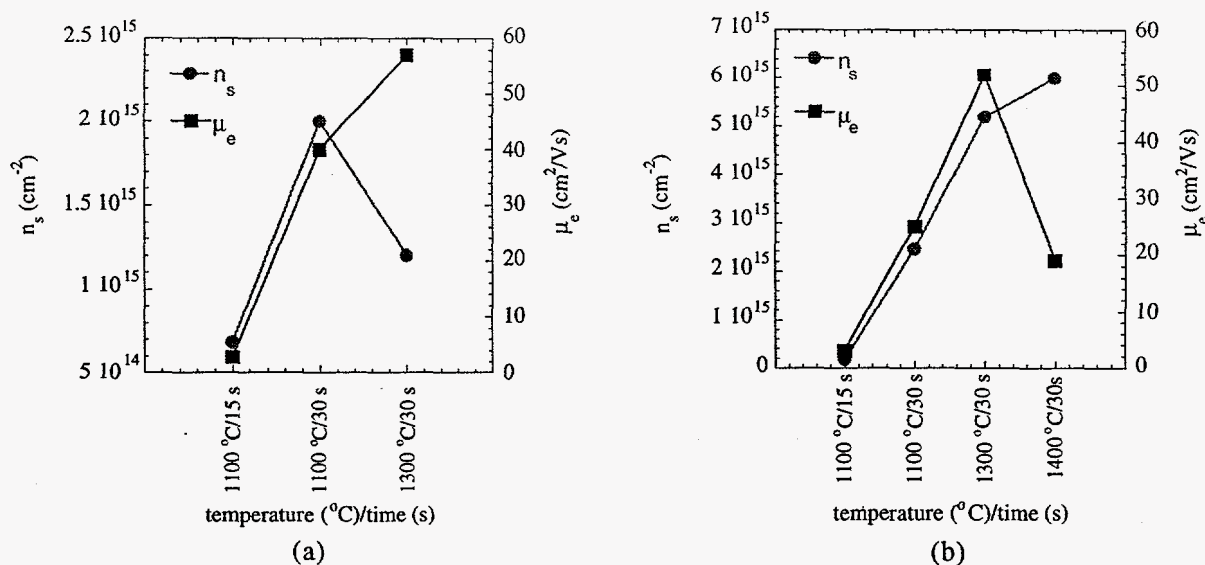 2.5 10^15
2 10^15
1.5 10^15
1 10^15
5 10^14
n_s (cm^-2)
n_s
μ_e
60
50
40
30
20
10
0
μ_e (cm^2/Vs)
1100 °C/15 s
1100 °C/30 s
1300 °C/30 s
temperature (°C)/time (s)
(a)
7 10^15
6 10^15
5 10^15
4 10^15
3 10^15
2 10^15
1 10^15
0
n_s (cm^-2)
n_s
μ_e
60
50
40
30
20
10
0
μ_e (cm^2/Vs)
1100 °C/15 s
1100 °C/30 s
1300 °C/30 s
1400 °C/30s
temperature (°C)/time (s)
(b)